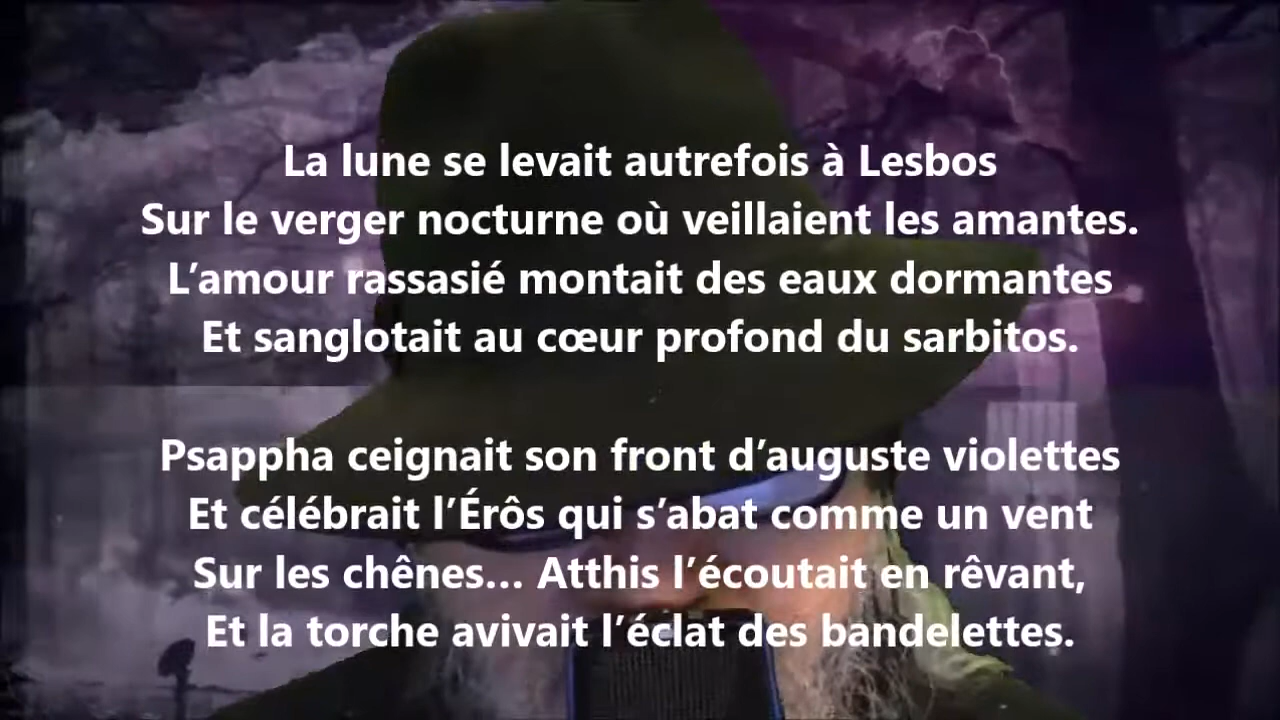 La lune se levait autrefois à Lesbos
Sur le verger nocturne où veillaient les amantes.
L’amour rassasié montait des eaux dormantes
Et sanglotait au cœur profond du sarbitos.
Psappha ceignait son front d’auguste violettes
Et célébrait l’Érôs qui s’abat comme un vent
Sur les chênes... Atthis l’écoutait en rêvant,
Et la torche avivait l’éclat des bandelettes.